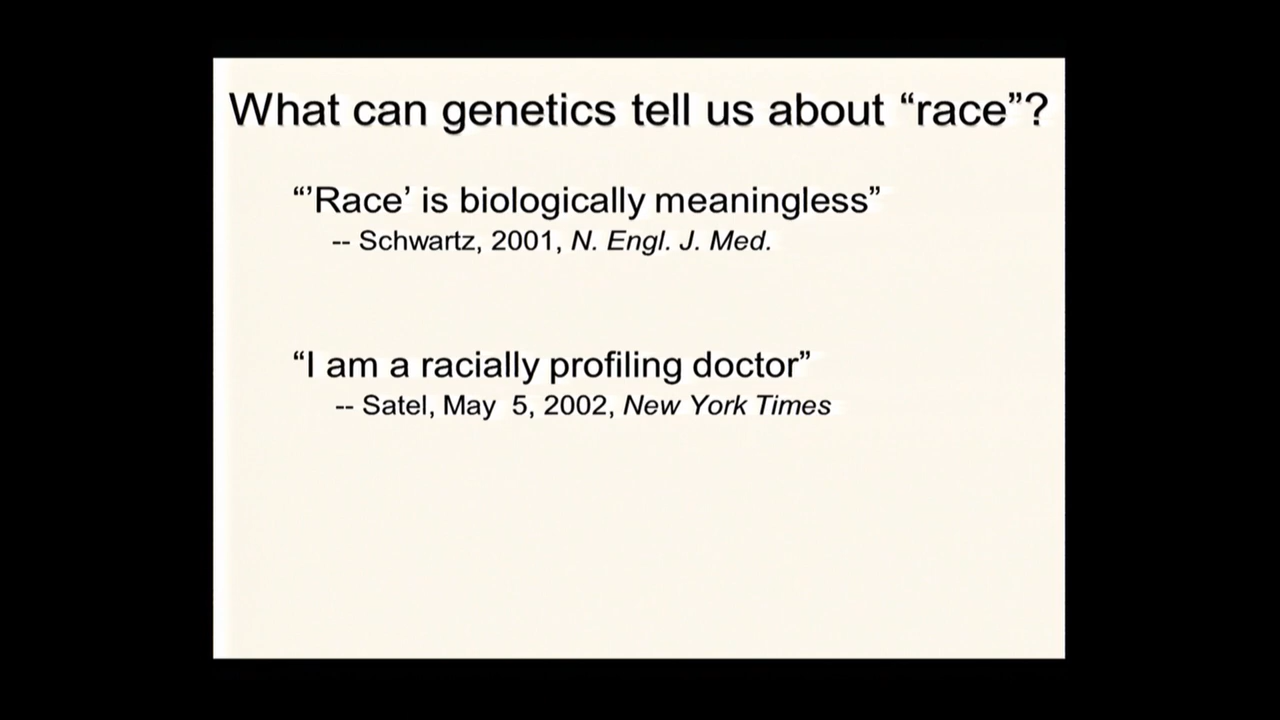 What can genetics tell us about “race”?
“’Race’ is biologically meaningless”
-- Schwartz, 2001, N. Engl. J. Med.
“I am a racially profiling doctor”
-- Satel, May  5, 2002, New York Times